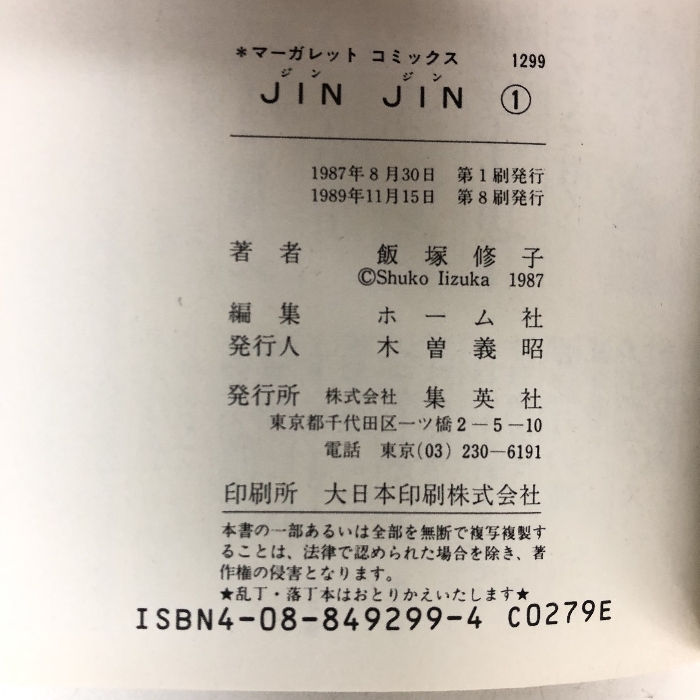 *マーガレット コミックス 1299
ジン ジン
JIN JIN ①
1987年8月30日 第1刷発行
1989年11月15日 第8刷発行
著者 飯塚修子
©Shuko Iizuka 1987
編集 ホーム社
発行人 木曽義昭
発行所 株式会社 集英社
東京都千代田区一ツ橋2−5−10
電話 東京(03) 230−6191
印刷所 大日本印刷株式会社
本書の一部あるいは全部を無断で複写複製す
ることは、法律で認められた場合を除き、著
作権の侵害となります。
★乱丁・落丁本はおとりかえいたします★
ISBN4-08-849299-4 C0279E